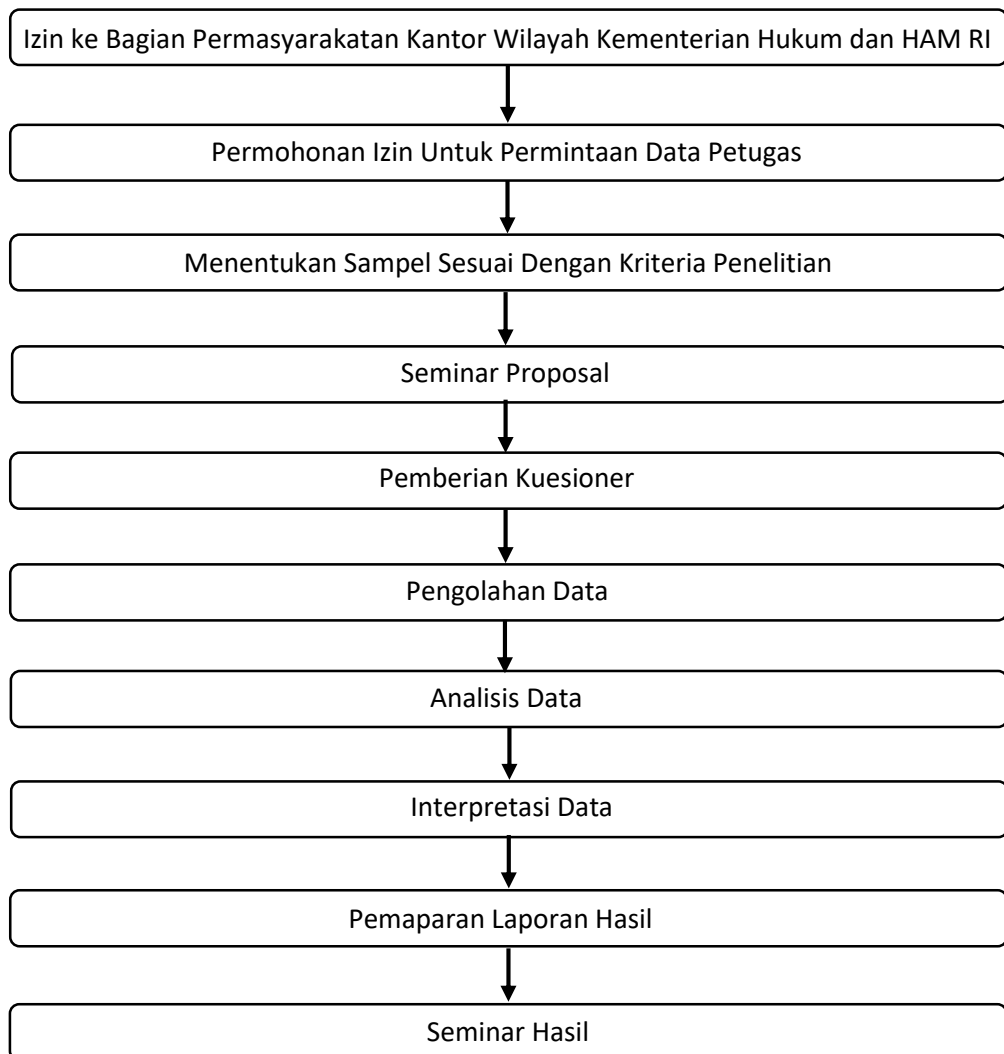 Izin ke Bagian Permasyarakatan Kantor Wilayah Kementerian Hukum dan HAM RI
Permohonan Izin Untuk Permintaan Data Petugas
Menentukan Sampel Sesuai Dengan Kriteria Penelitian
Seminar Proposal
Pemberian Kuesioner
Pengolahan Data
Analisis Data
Interpretasi Data
Pemaparan Laporan Hasil
Seminar Hasil